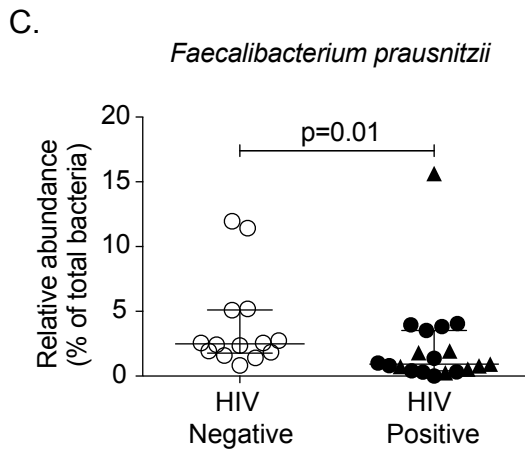 C.
Faecalibacterium prausnitzii
Relative abundance
(% of total bacteria)
20
15
10
5
0
p=0.01
HIV
Negative
HIV
Positive